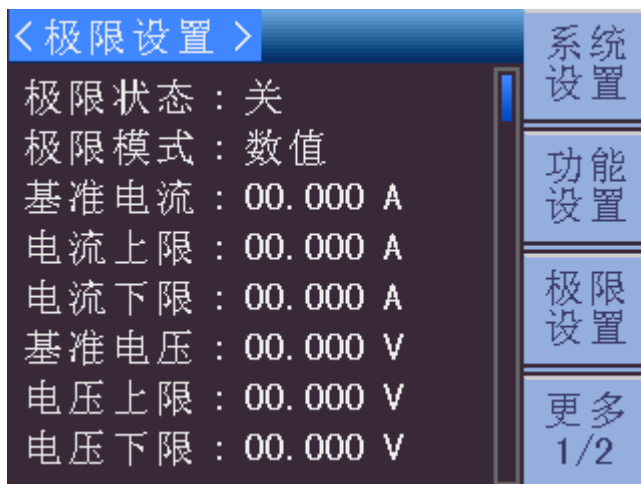 <极限设置 >
极限状态：关
极限模式：数值
基准电流：00.000 A
电流上限：00.000 A
电流下限：00.000 A
基准电压：00.000 V
电压上限：00.000 V
电压下限：00.000 V
系统
设置
功能
设置
极限
设置
更多
1/2